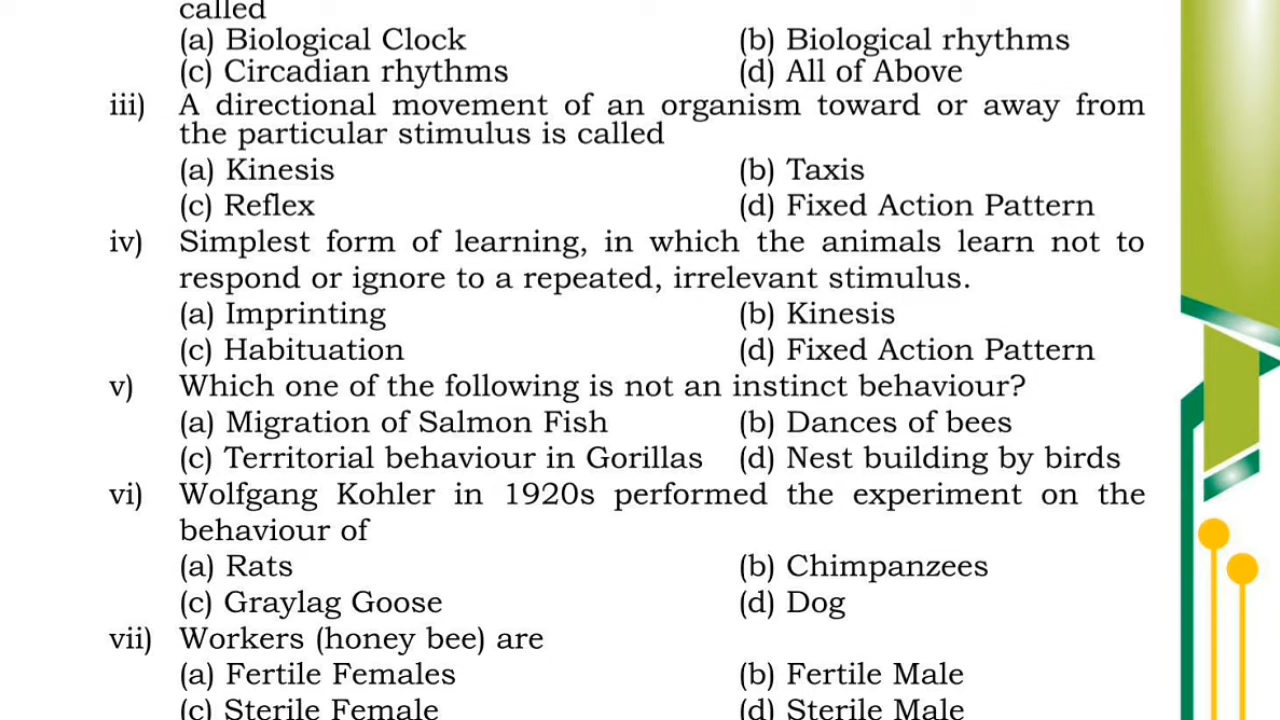 called
(a) Biological Clock (b) Biological rhythms
(c) Circadian rhythms (d) All of Above
iii) A directional movement of an organism toward or away from
the particular stimulus is called
(a) Kinesis (b) Taxis
(c) Reflex (d) Fixed Action Pattern
iv) Simplest form of learning, in which the animals learn not to
respond or ignore to a repeated, irrelevant stimulus.
(a) Imprinting (b) Kinesis
(c) Habituation (d) Fixed Action Pattern
v) Which one of the following is not an instinct behaviour?
(a) Migration of Salmon Fish (b) Dances of bees
(c) Territorial behaviour in Gorillas (d) Nest building by birds
vi) Wolfgang Kohler in 1920s performed the experiment on the
behaviour of
(a) Rats (b) Chimpanzees
(c) Graylag Goose (d) Dog
vii) Workers (honey bee) are
(a) Fertile Females (b) Fertile Male
(c) Sterile Female (d) Sterile Male